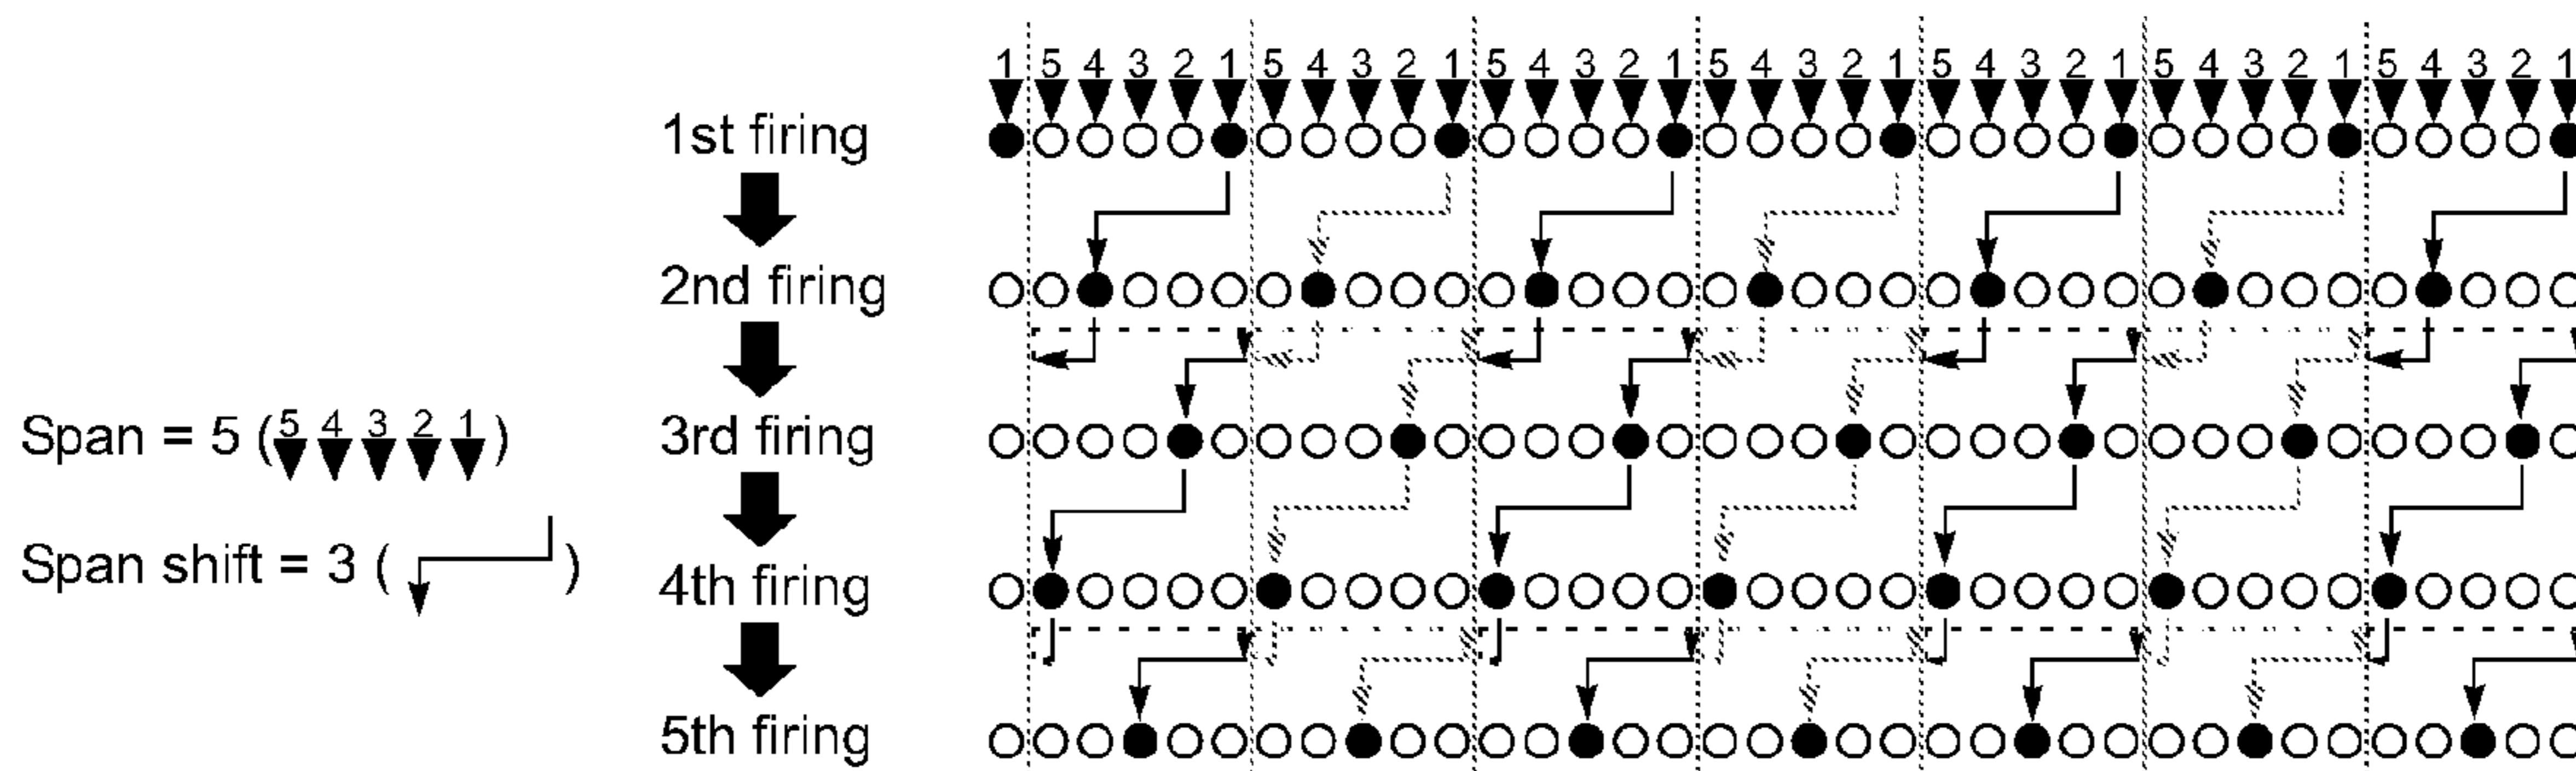 1 5 4 3 2 1 5 4 3 2 1 5 4 3 2 1 5 4 3 2 1 5 4 3 2 1 5 4 3 2 1 5 4 3 2 1
1st firing
2nd firing
3rd firing
4th firing
5th firing
Span = 5 (5 4 3 2 1)
Span shift = 3 ( )